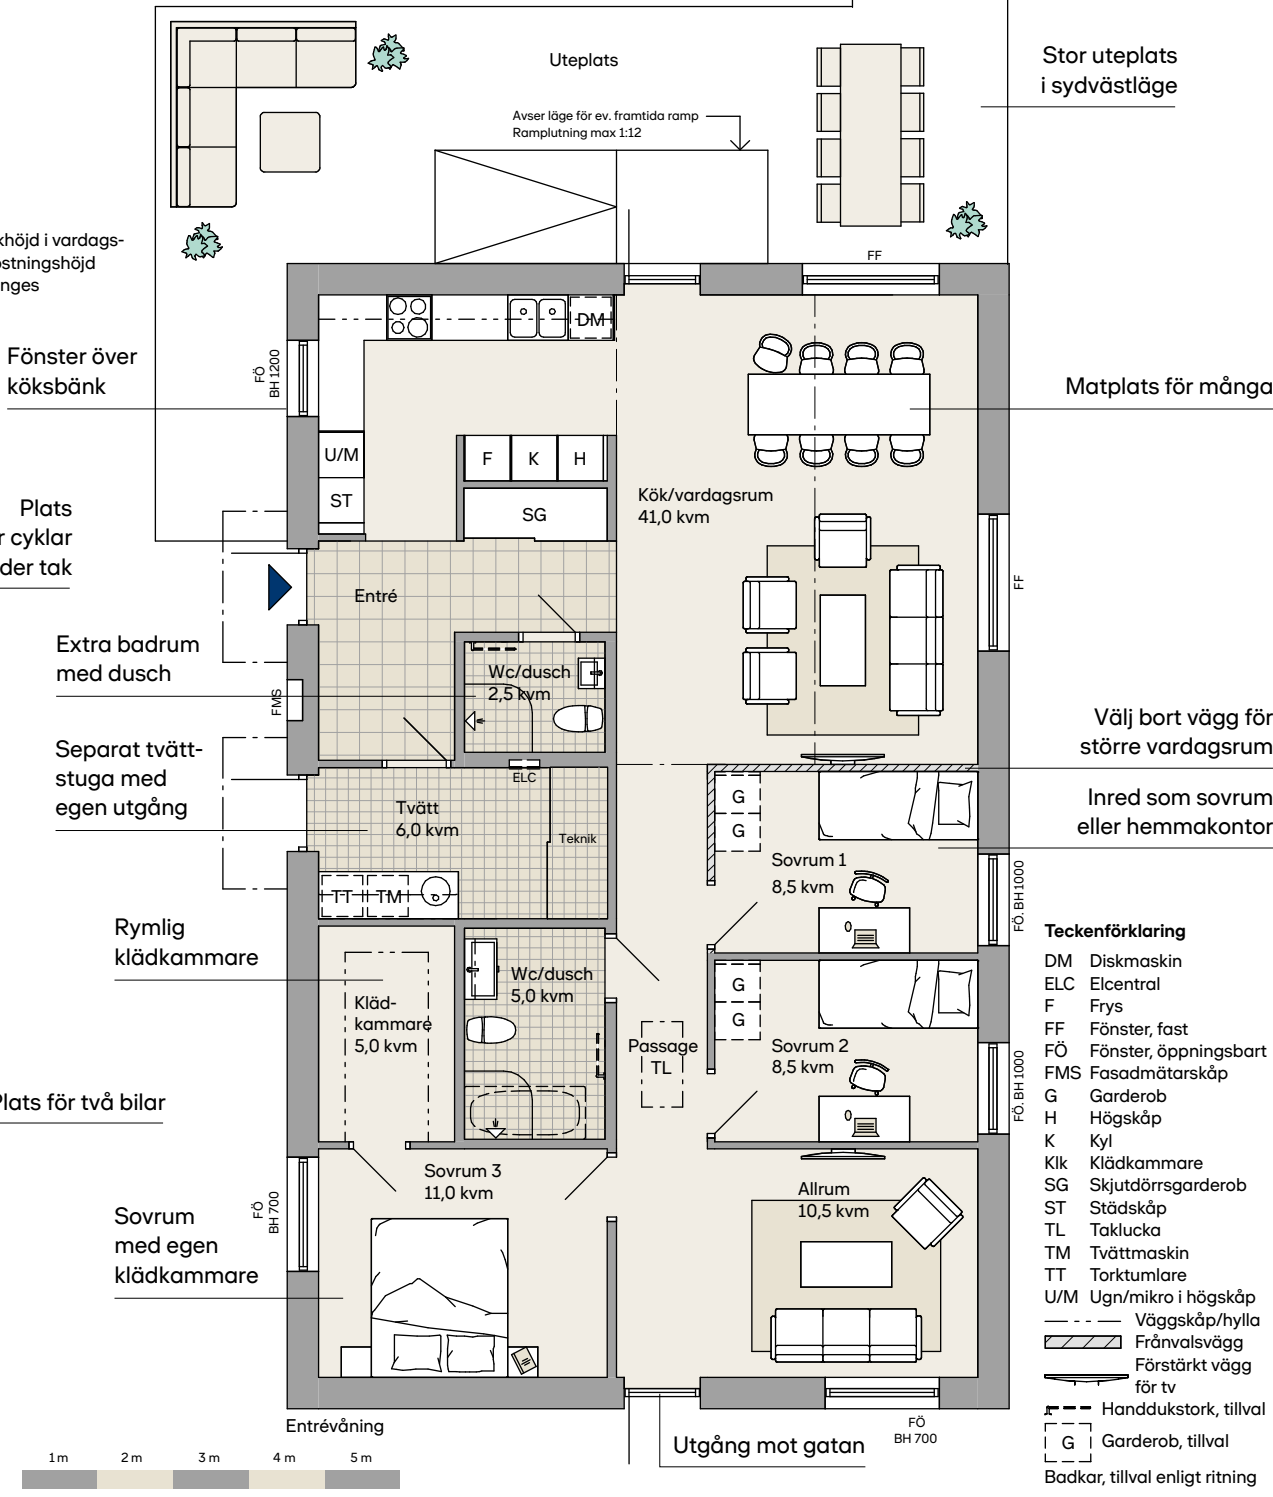 Uteplats
Avser läge för ev. framtida ramp
Ramplutning max 1:12
Stor uteplats
i sydvästläge
i vardags-
nges
FF
DM
FÖ
BH 1200
Fönster över
köksbänk
Matplats för många
U/M
ST
F
K
H
SG
Kök/vardagsrum
41,0 kvm
Plats
cyklar
tak
FF
Entré
Extra badrum
med dusch
Wc/dusch
2,5 kvm
FMS
Välj bort vägg för
större vardagsrum
Separat tvätt-
stuga med
egen utgång
ELC
Tvätt
6,0 kvm
Teknik
G
G
Inred som sovrum
eller hemmakontor
Sovrum 1
8,5 kvm
FÖ. BH 1000
TT
TM
Rymlig
klädkammare
Wc/dusch
5,0 kvm
Kläd-
kammare
5,0 kvm
G
G
Passage
TL
Sovrum 2
8,5 kvm
FÖ. BH 1000
Plats för två bilar
Sovrum 3
11,0 kvm
Allrum
10,5 kvm
FÖ
BH 700
Sovrum
med egen
klädkammare
Entrévåning
Utgång mot gatan
FÖ
BH 700
1 m
2 m
3 m
4 m
5 m
Teckenförklaring
DM Diskmaskin
ELC Elcentral
F Frys
FF Fönster, fast
FÖ Fönster, öppningsbart
FMS Fasadmätarskåp
G Garderob
H Högskåp
K Kyl
Klk Klädkammare
SG Skjutdörrsgarderob
ST Städskåp
TL Taklucka
TM Tvättmaskin
TT Torktumlare
U/M Ugn/mikro i högskåp
Väggskåp/hylla
Frånvalsvägg
Förstärkt vägg
för tv
Handdukstork, tillval
G Garderob, tillval
Badkar, tillval enligt ritning